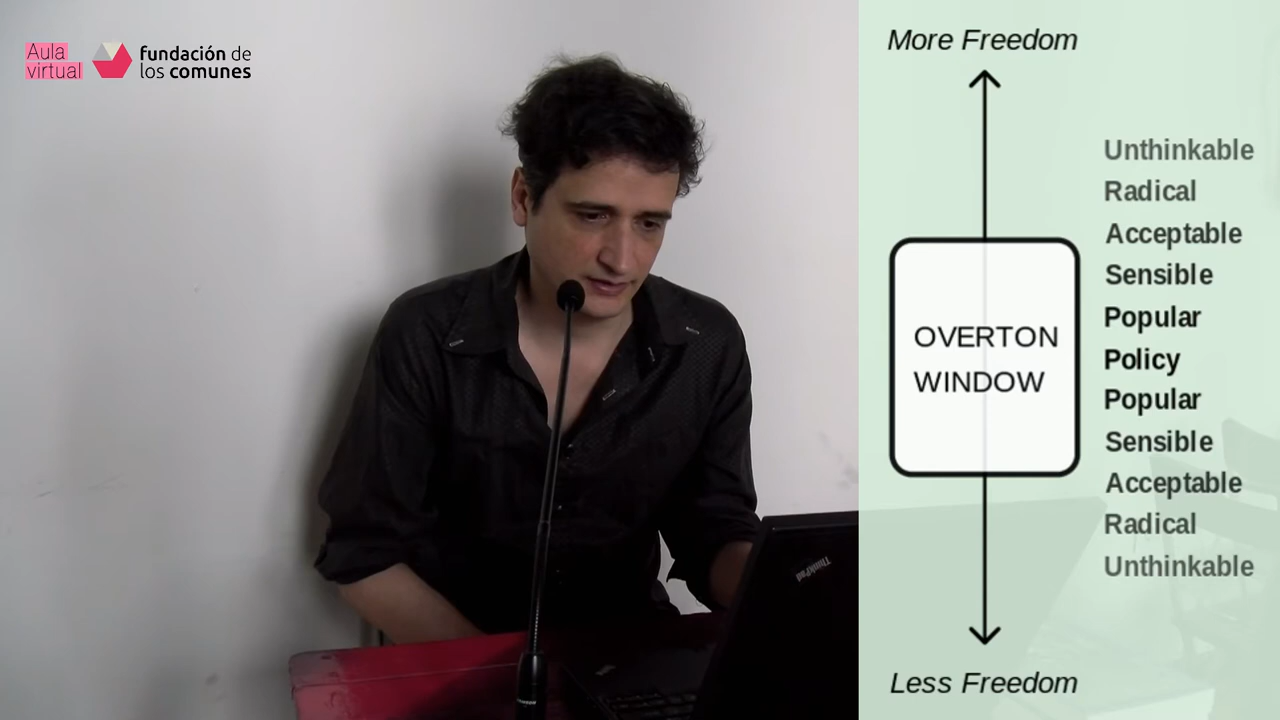 Aula
virtual
fundación de
los comunes
More Freedom
Unthinkable
Radical
Acceptable
Sensible
Popular
Policy
Popular
Sensible
Acceptable
Radical
Unthinkable
OVERTON
WINDOW
Less Freedom
ThinkPad